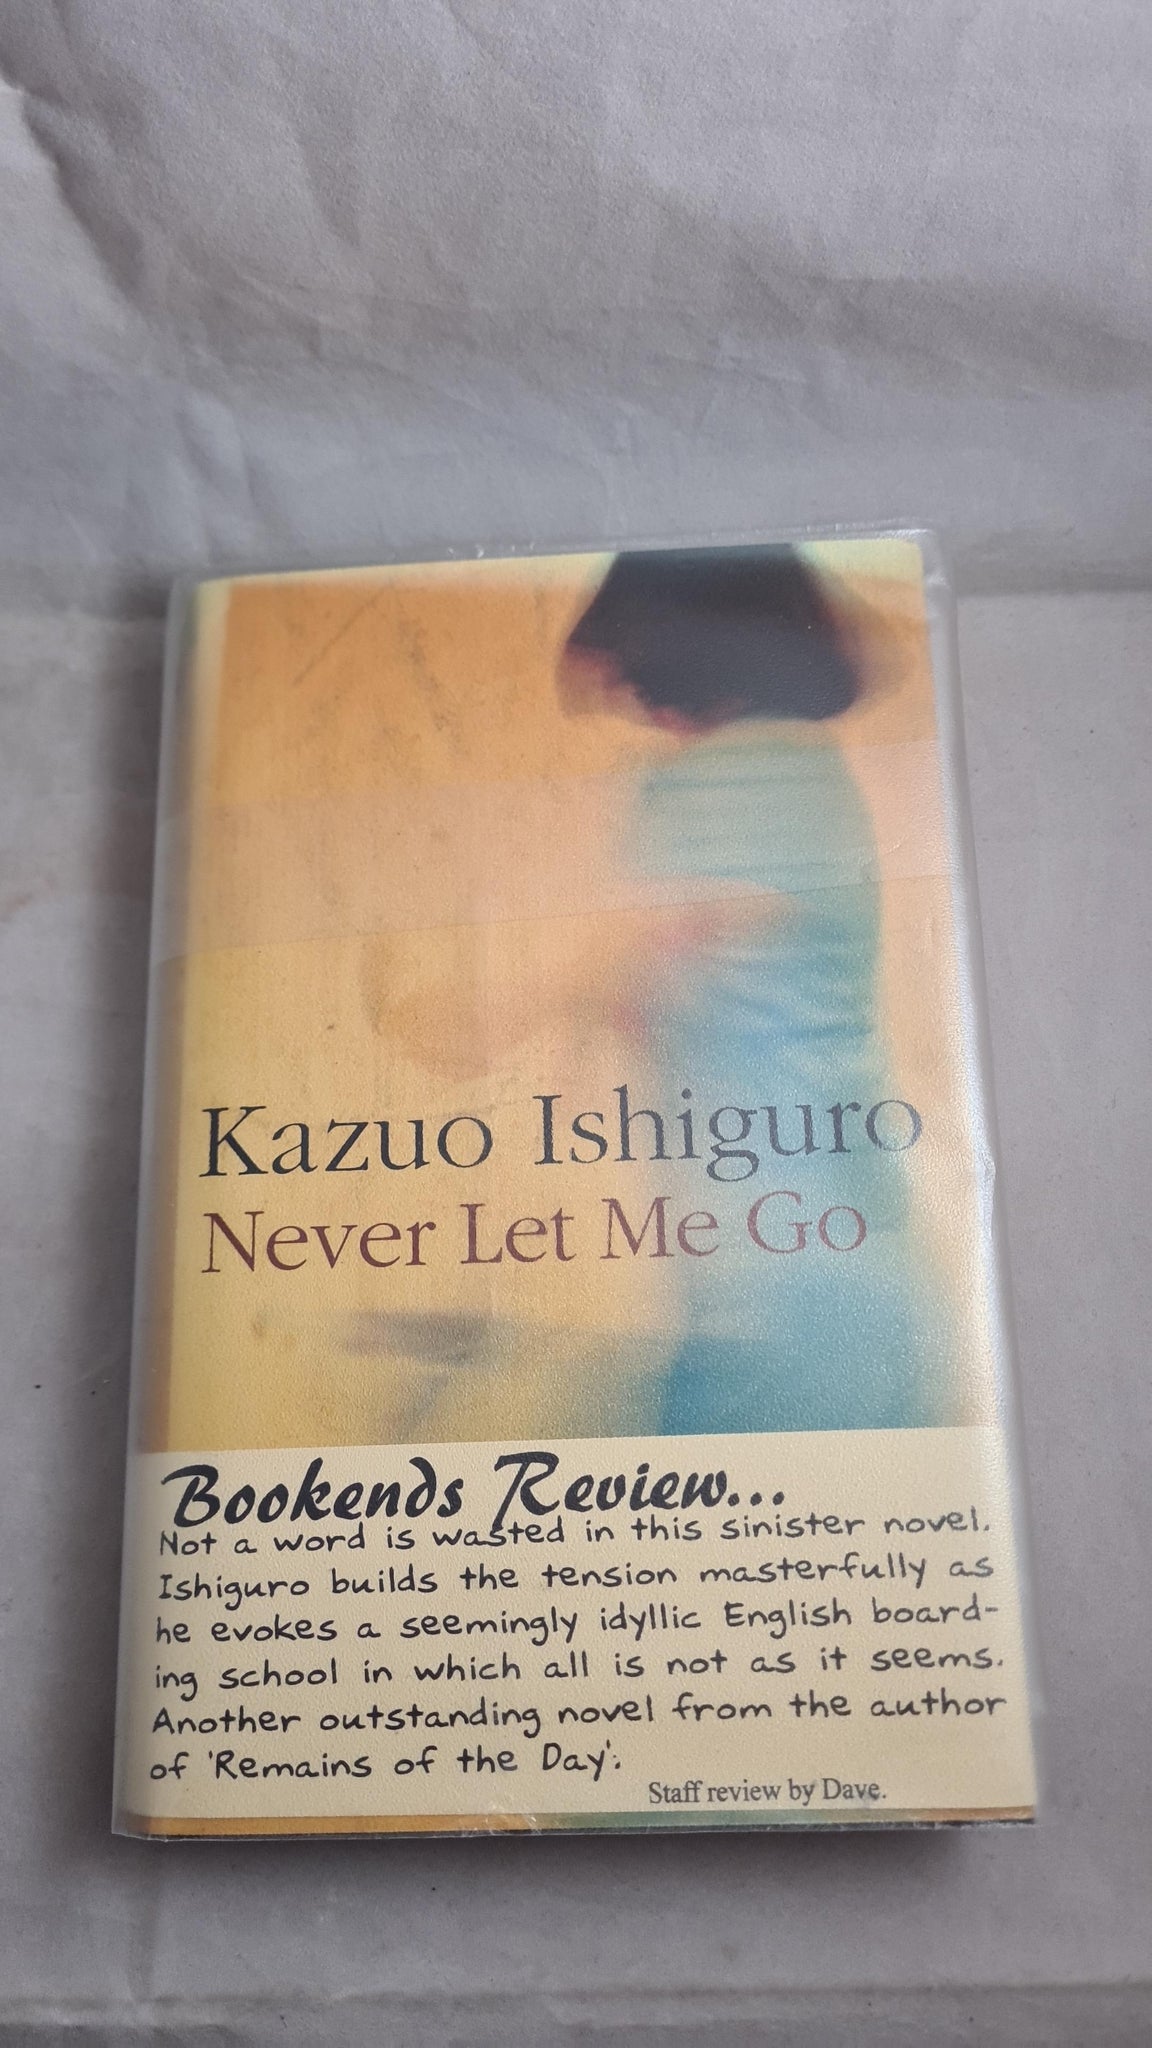 Kazuo Ishiguro
Never Let Me Go
Bookends Review...
Not a word is wasted in this sinister novel.
Ishiguro builds the tension masterfully as
he evokes a seemingly idyllic English board-
ing school in which all is not as it seems.
Another outstanding novel from the author
of 'Remains of the Day'.
Staff review by Dave.